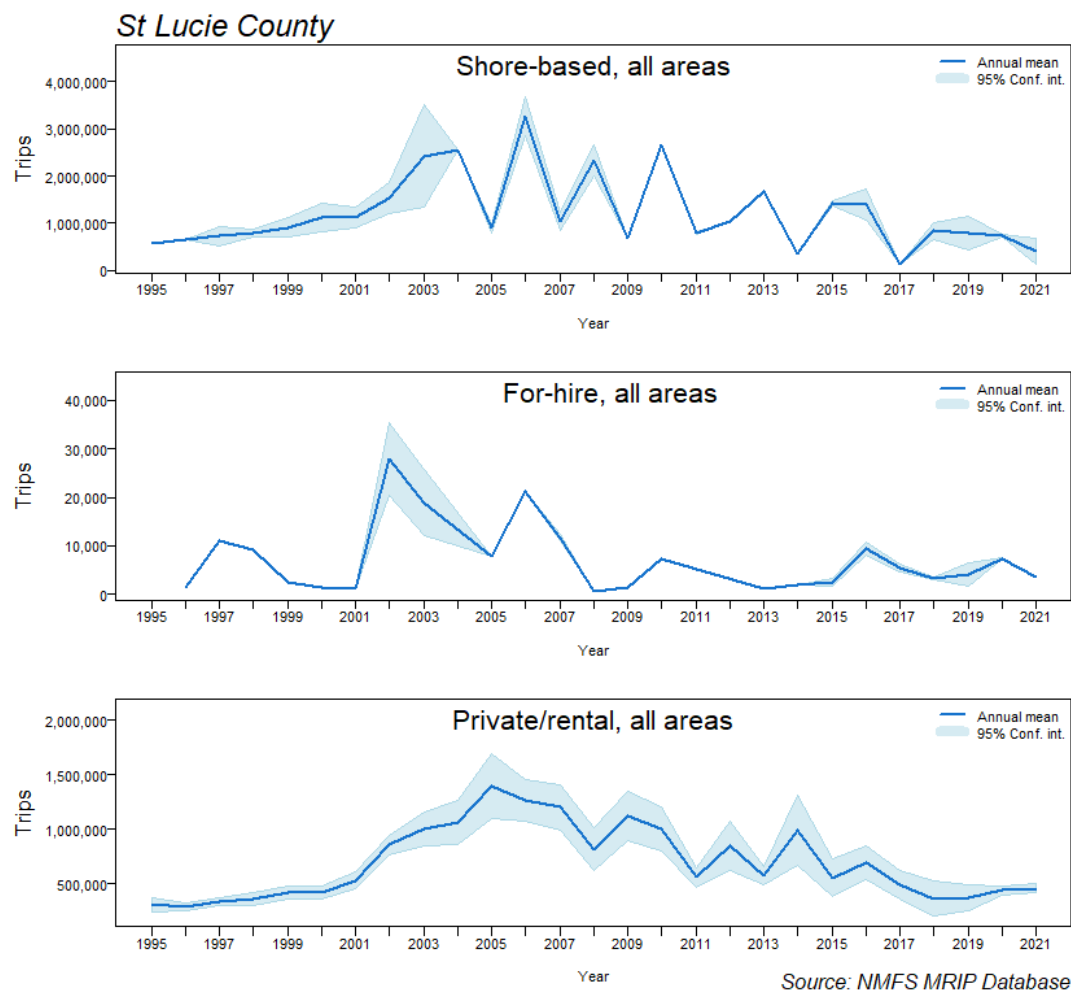 St Lucie County
Shore-based, all areas
Annual mean
95% Conf. int.
Trips
4,000,000
3,000,000
2,000,000
1,000,000
0
1995 1997 1999 2001 2003 2005 2007 2009 2011 2013 2015 2017 2019 2021
Year
For-hire, all areas
Annual mean
95% Conf. int.
Trips
40,000
30,000
20,000
10,000
0
1995 1997 1999 2001 2003 2005 2007 2009 2011 2013 2015 2017 2019 2021
Year
Private/rental, all areas
Annual mean
95% Conf. int.
Trips
2,000,000
1,500,000
1,000,000
500,000
1995 1997 1999 2001 2003 2005 2007 2009 2011 2013 2015 2017 2019 2021
Year
Source: NMFS MRIP Database